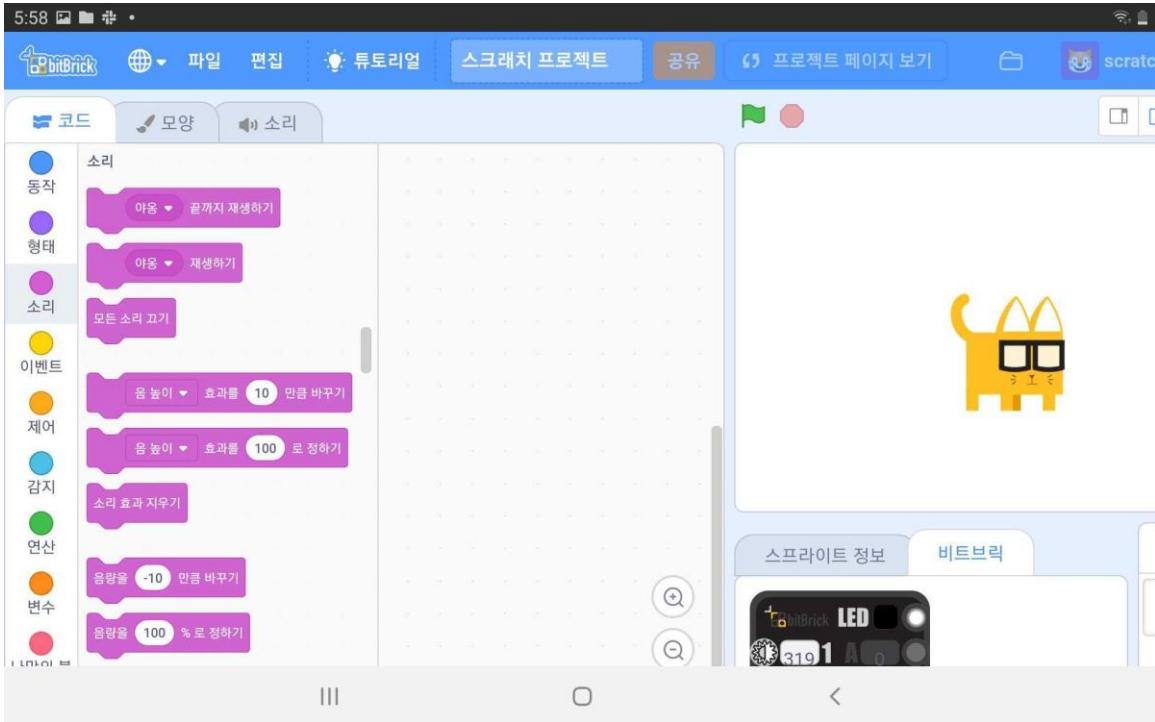 5:58
bitBrick
파일
편집
튜토리얼
스크래치 프로젝트
공유
프로젝트 페이지 보기
scratc
코드
모양
소리
동작
형태
소리
이벤트
제어
감지
연산
변수
소리
야옹 끝까지 재생하기
야옹 재생하기
모든 소리 끄기
음 높이 효과를 10 만큼 바꾸기
음 높이 효과를 100 로 정하기
소리 효과 지우기
음량을 -10 만큼 바꾸기
음량을 100 % 로 정하기
스프라이트 정보
비트브릭
bitBrick LED
319 1 A 0